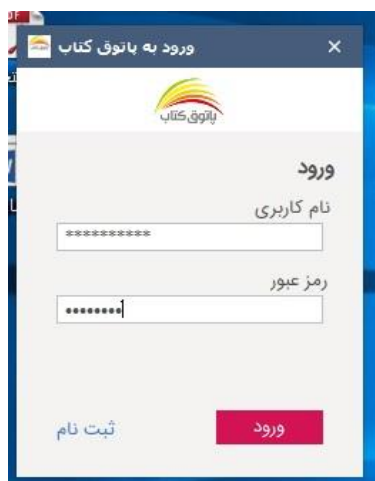 ورود به پاتوق کتاب
پاتوق کتاب
ورود
نام کاربری
**********
رمز عبور
••••••••
ورود
ثبت نام